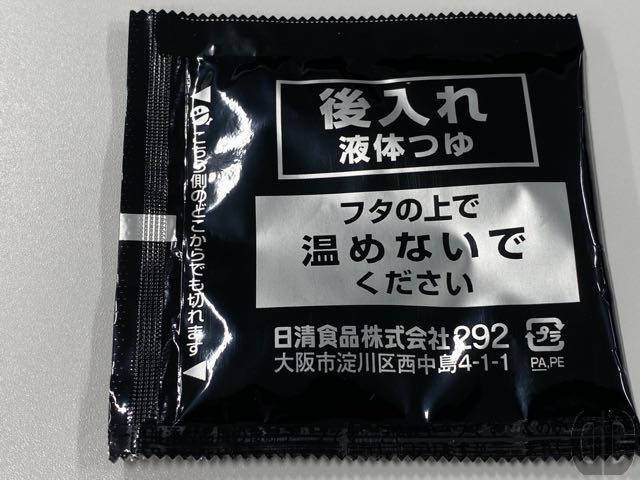 後入れ
液体つゆ
フタの上で
温めないで
ください
日清食品株式会社292
大阪市淀川区西中島4-1-1
プラ
PA,PE
こちら側のどこからでも切れます